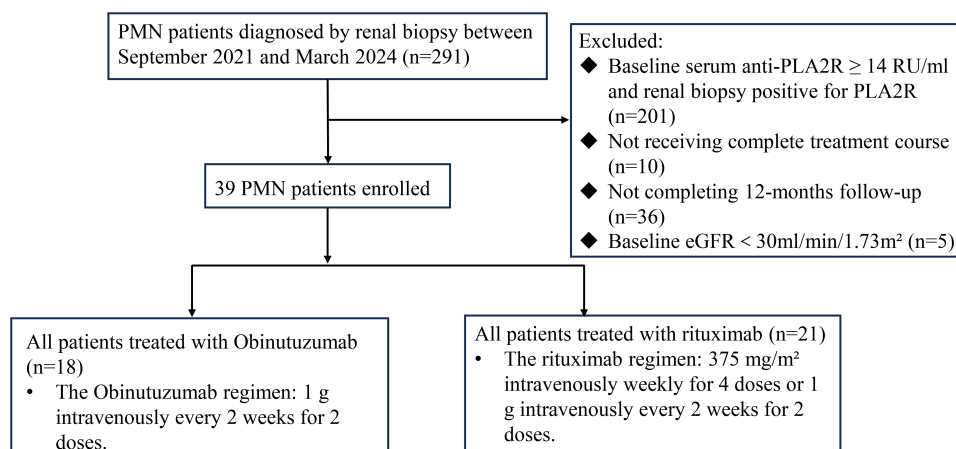 PMN patients diagnosed by renal biopsy between
September 2021 and March 2024 (n=291)
Excluded:
◆ Baseline serum anti-PLA2R ≥ 14 RU/ml
and renal biopsy positive for PLA2R
(n=201)
◆ Not receiving complete treatment course
(n=10)
◆ Not completing 12-months follow-up
(n=36)
◆ Baseline eGFR < 30ml/min/1.73m² (n=5)
39 PMN patients enrolled
All patients treated with Obinutuzumab
(n=18)
• The Obinutuzumab regimen: 1 g
intravenously every 2 weeks for 2
doses.
All patients treated with rituximab (n=21)
• The rituximab regimen: 375 mg/m²
intravenously weekly for 4 doses or 1
g intravenously every 2 weeks for 2
doses.